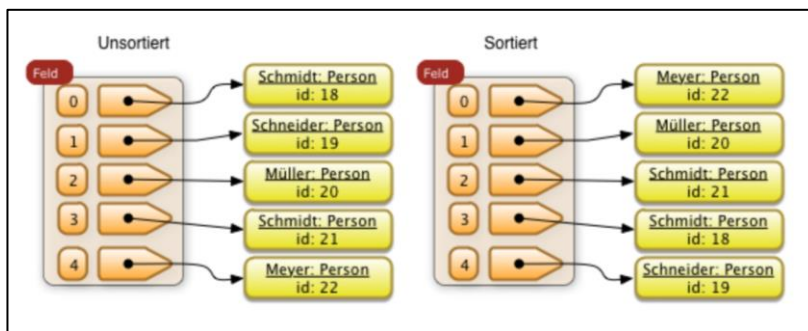 Unsortiert
Feld
0
Schmidt: Person
id: 18
1
Schneider: Person
id: 19
2
Müller: Person
id: 20
3
Schmidt: Person
id: 21
4
Meyer: Person
id: 22
Sortiert
Feld
0
Meyer: Person
id: 22
1
Müller: Person
id: 20
2
Schmidt: Person
id: 21
3
Schmidt: Person
id: 18
4
Schneider: Person
id: 19